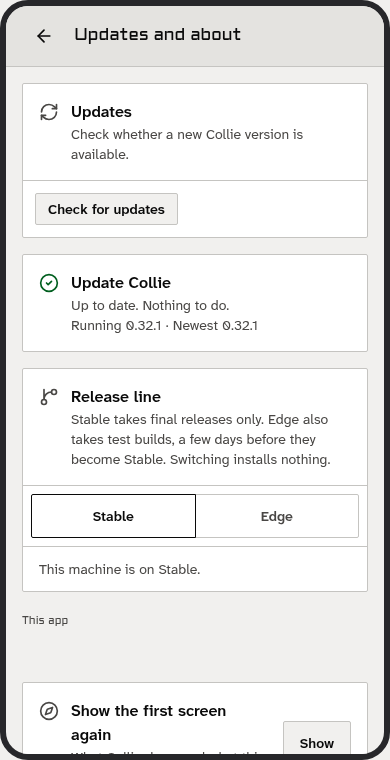 Updates and about
Updates
Check whether a new Collie version is
available.
Check for updates
Update Collie
Up to date. Nothing to do.
Running 0.32.1 · Newest 0.32.1
Release line
Stable takes final releases only. Edge also
takes test builds, a few days before they
become Stable. Switching installs nothing.
Stable
Edge
This machine is on Stable.
This app
Show the first screen
again
Show